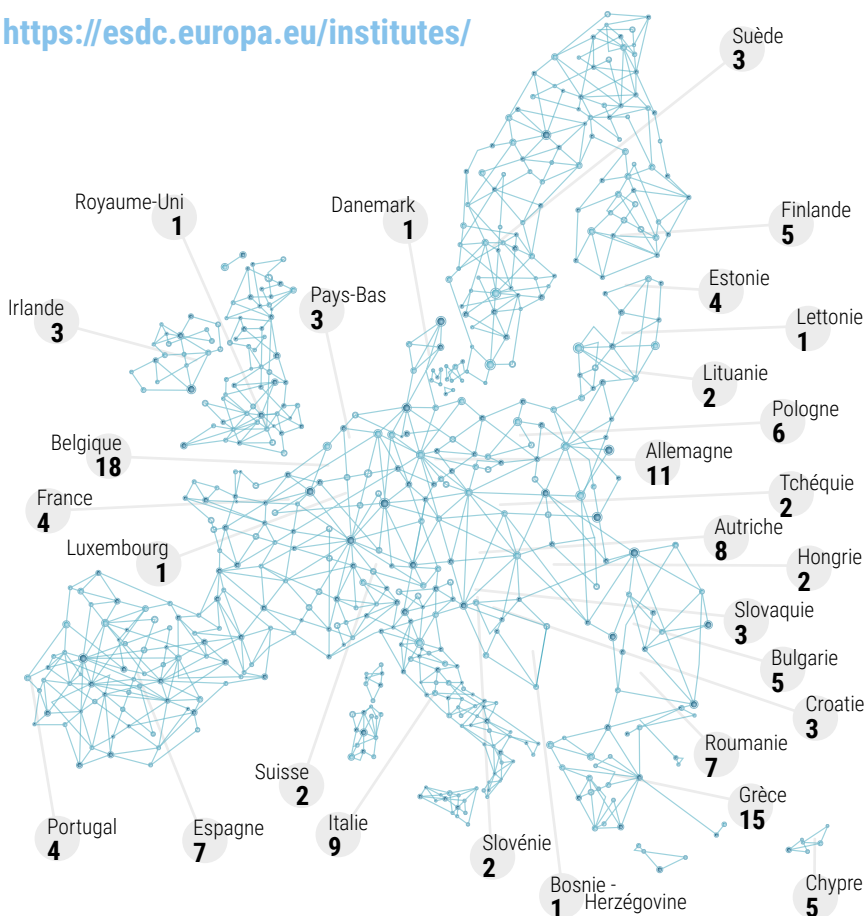 https://esdc.europa.eu/institutes/
Suède
3
Royaume-Uni
1
Danemark
1
Finlande
5
Irlande
3
Pays-Bas
3
Estonie
4
Lettonie
1
Lituanie
2
Pologne
6
Belgique
18
Allemagne
11
France
4
Tchéquie
2
Luxembourg
1
Autriche
8
Hongrie
2
Slovaquie
3
Bulgarie
5
Croatie
3
Roumanie
7
Suisse
2
Grèce
15
Portugal
4
Espagne
7
Italie
9
Slovénie
2
Bosnie -
1 Herzégovine
Chypre
5